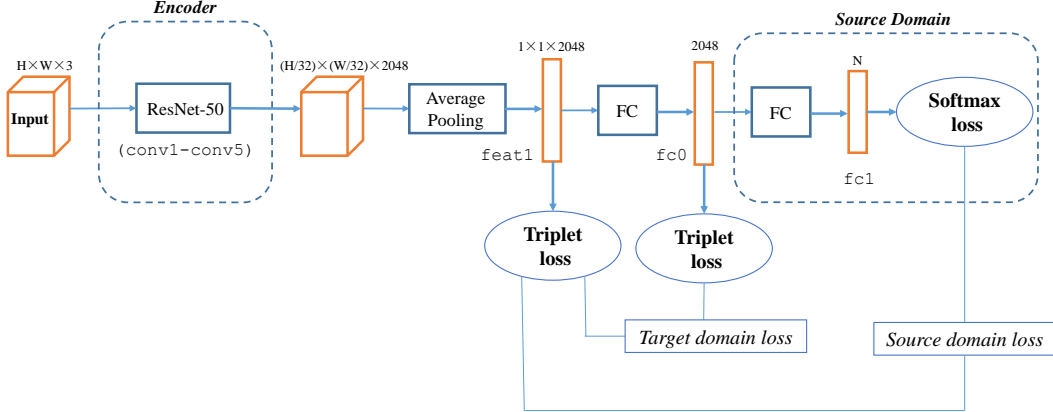 Encoder
Source Domain
H×W×3
(H/32)×(W/32)×2048
1×1×2048
2048
N
Input
ResNet-50
Average
Pooling
FC
FC
Softmax
loss
(conv1-conv5)
feat1
fc0
fc1
Triplet
loss
Triplet
loss
Target domain loss
Source domain loss